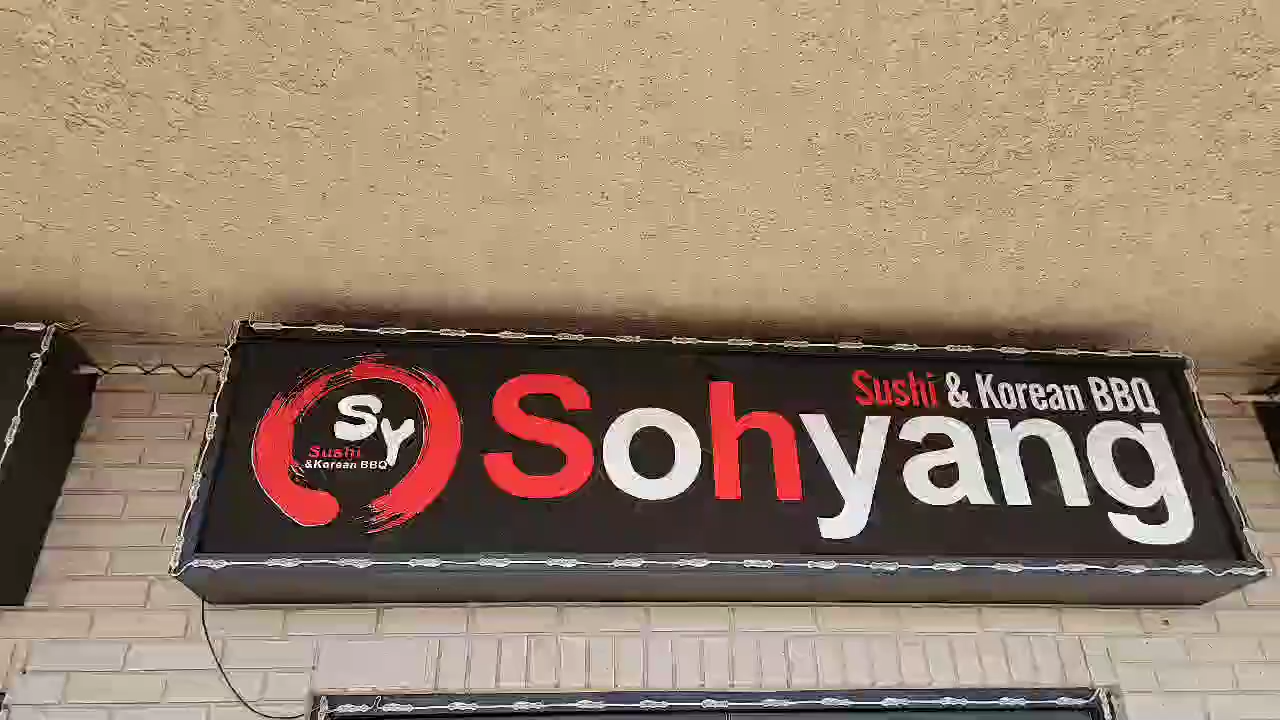 SY
Sushi
&Korean BBQ
Sushi & Korean BBQ
Sohyang